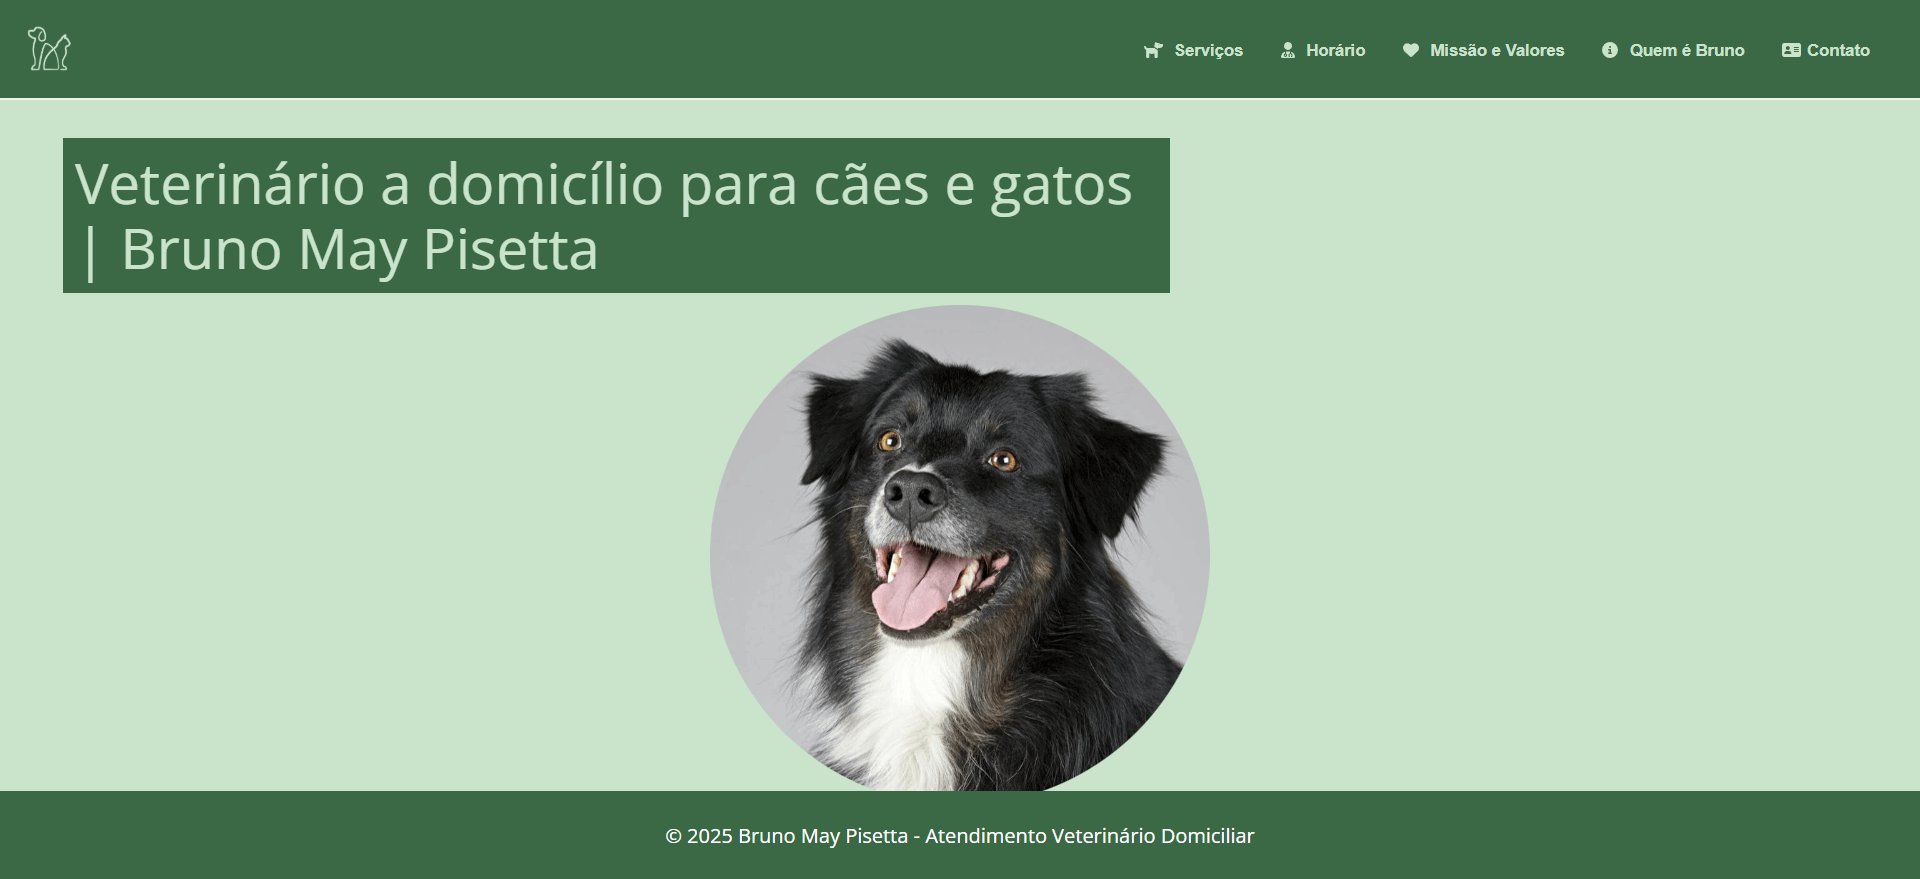 Serviços
Horário
Missão e Valores
Quem é Bruno
Contato
Veterinário a domicílio para cães e gatos
| Bruno May Pisetta
© 2025 Bruno May Pisetta - Atendimento Veterinário Domiciliar